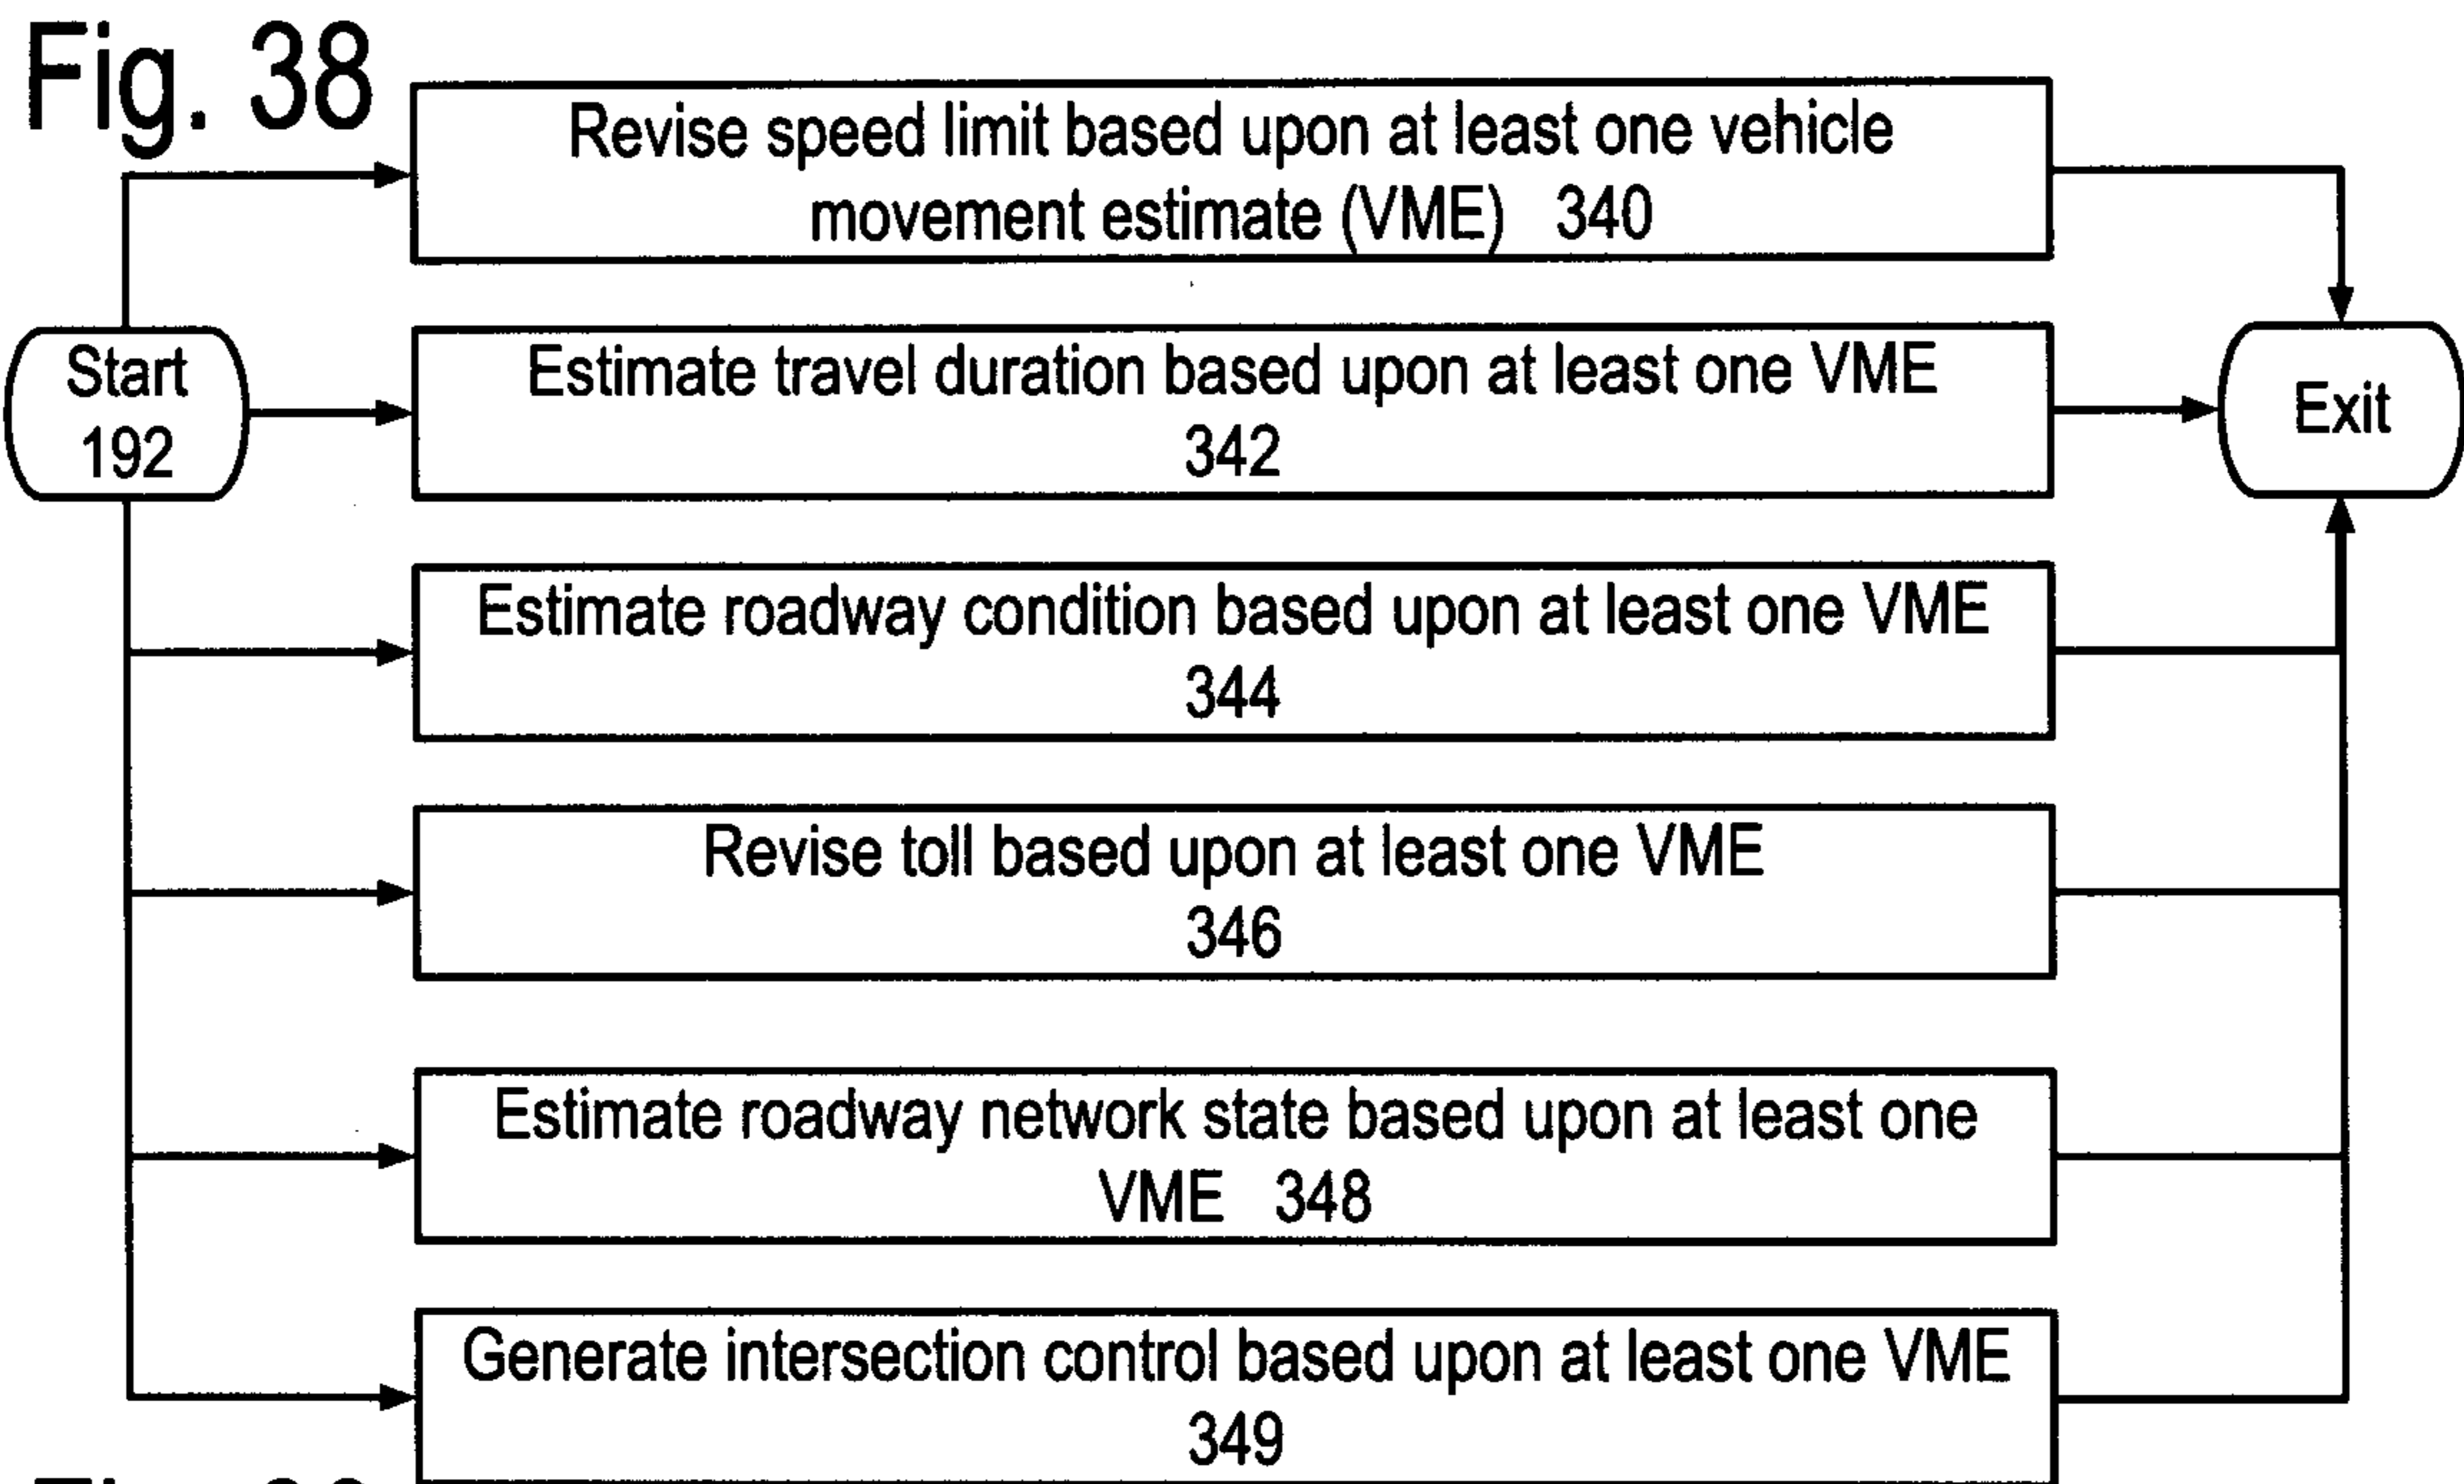 Fig. 38
Revise speed limit based upon at least one vehicle
movement estimate (VME) 340
Start
192
Estimate travel duration based upon at least one VME
342
Exit
Estimate roadway condition based upon at least one VME
344
Revise toll based upon at least one VME
346
Estimate roadway network state based upon at least one
VME 348
Generate intersection control based upon at least one VME
349